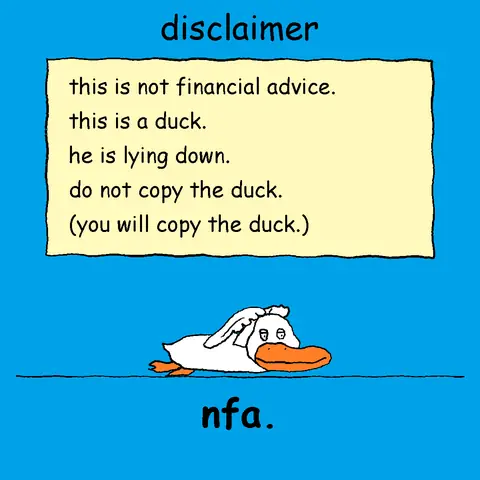 disclaimer
this is not financial advice.
this is a duck.
he is lying down.
do not copy the duck.
(you will copy the duck.)
nfa.